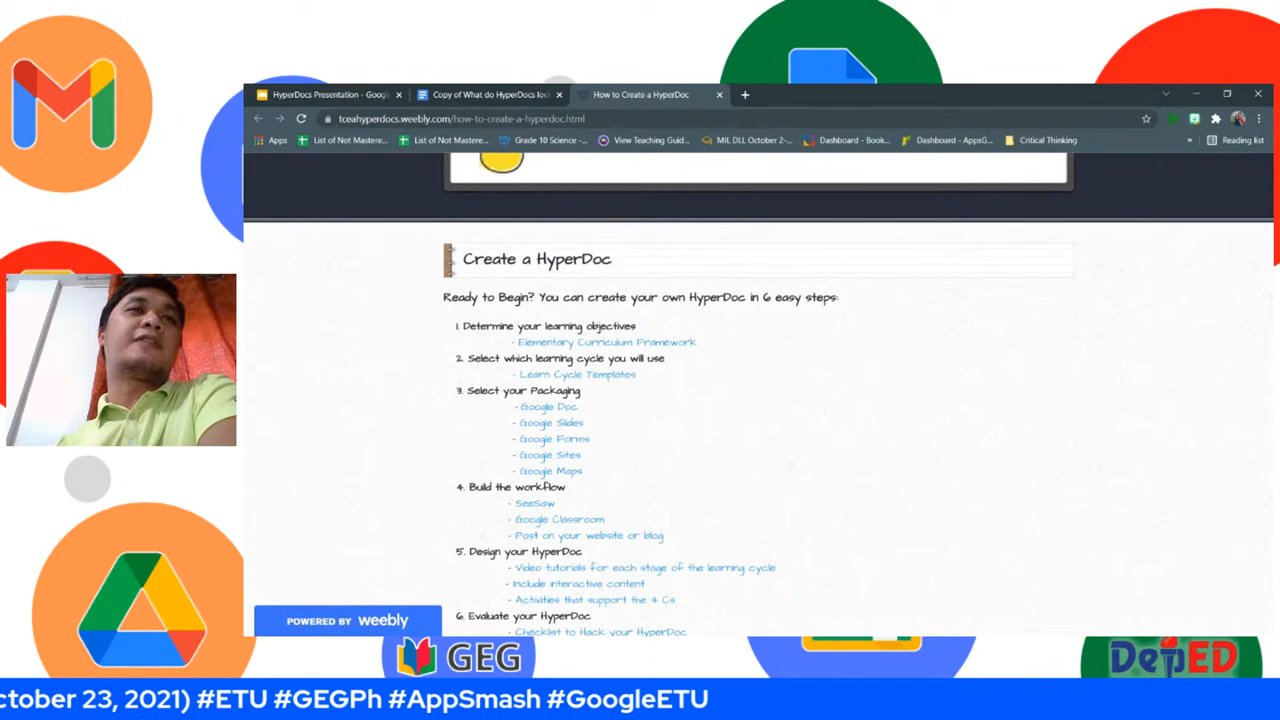 HyperDocs Presentation - Goog
Copy of What do HyperDocs loo
How to Create a HyperDoc
tceahyperdocs.weebly.com/how-to-create-a-hyperdoc.html
Apps
List of Not Mastere...
List of Not Mastere...
Grade 10 Science -...
View Teaching Guid...
MIL DLL October 2-...
Dashboard - Book...
Dashboard - AppsG...
Critical Thinking
Reading list
Create a HyperDoc
Ready to Begin? You can create your own HyperDoc in 6 easy steps:
1. Determine your learning objectives
- Elementary Curriculum Framework
2. Select which learning cycle you will use
- Learn Cycle Templates
3. Select your Packaging
- Google Doc
- Google Slides
- Google Forms
- Google Sites
- Google Maps
4. Build the workflow
- SeeSaw
- Google Classroom
- Post on your website or blog
5. Design your HyperDoc
- Video tutorials for each stage of the learning cycle
- Include interactive content
- Activities that support the 4 Cs
6. Evaluate your HyperDoc
- Checklist to Hack your HyperDoc
POWERED BY weebly
GEG
DepED
ctober 23, 2021) #ETU #GEGPh #AppSmash #GoogleETU